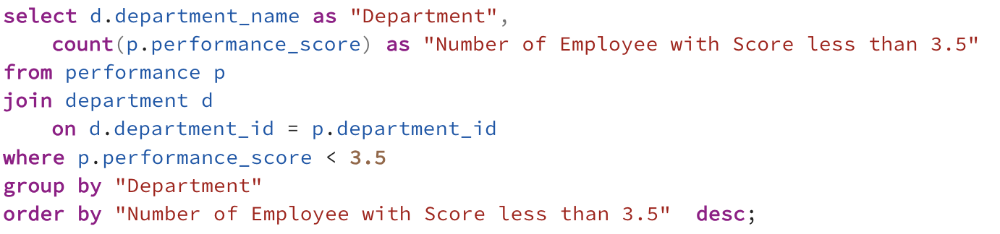 select d.department_name as "Department",
    count(p.performance_score) as "Number of Employee with Score less than 3.5"
from performance p
join department d
    on d.department_id = p.department_id
where p.performance_score < 3.5
group by "Department"
order by "Number of Employee with Score less than 3.5"  desc;